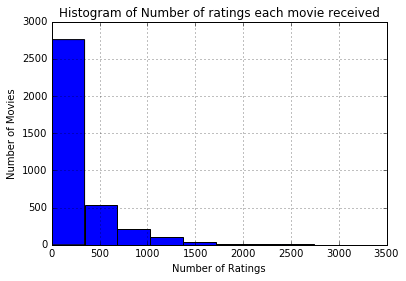 Histogram of Number of ratings each movie received
3000
2500
2000
1500
1000
500
0
Number of Movies
0 500 1000 1500 2000 2500 3000 3500
Number of Ratings